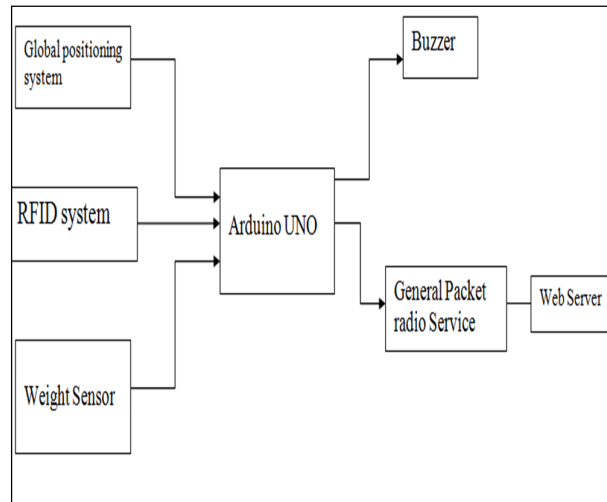 Global positioning
system
Buzzer
RFID system
Arduino UNO
General Packet
radio Service
Web Server
Weight Sensor